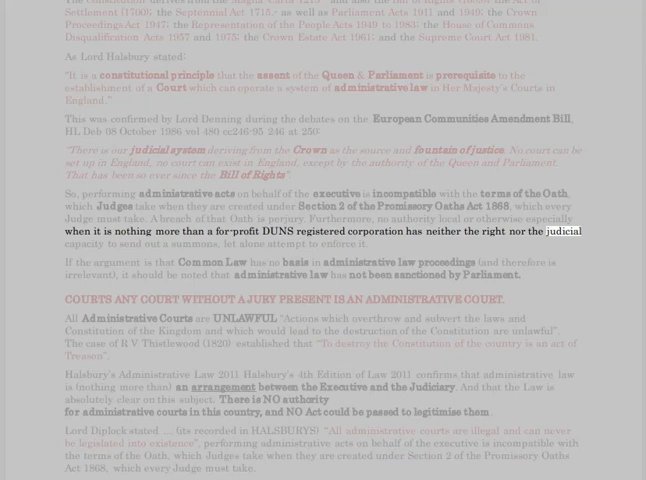 Settlement (1700); the Septennial Act 1715; as well as Parliament Acts 1911 and 1949; the Crown
Proceedings Act 1947; the Representation of the People Acts 1949 to 1983; the House of Commons
Disqualification Acts 1957 and 1975; the Crown Estate Act 1961; and the Supreme Court Act 1981.
As Lord Halsbury stated:
"It is a constitutional principle that the assent of the Queen & Parliament is prerequisite to the
establishment of a Court which can operate a system of administrative law in Her Majesty's Courts in
England."
This was confirmed by Lord Denning during the debates on the European Communities Amendment Bill,
HL Deb 08 October 1986 vol 480 cc246-95 246 at 250:
"There is our judicial system deriving from the Crown as the source and fountain of justice. No court can be
set up in England, no court can exist in England, except by the authority of the Queen and Parliament.
That has been so ever since the Bill of Rights"
So, performing administrative acts on behalf of the executive is incompatible with the terms of the Oath,
which Judges take when they are created under Section 2 of the Promissory Oaths Act 1868, which every
Judge must take. A breach of that Oath is perjury. Furthermore, no authority local or otherwise especially
when it is nothing more than a for-profit DUNS registered corporation has neither the right nor the judicial
capacity to send out a summons, let alone attempt to enforce it.
If the argument is that Common Law has no basis in administrative law proceedings (and therefore is
irrelevant), it should be noted that administrative law has not been sanctioned by Parliament.
COURTS ANY COURT WITHOUT A JURY PRESENT IS AN ADMINISTRATIVE COURT.
All Administrative Courts are UNLAWFUL "Actions which overthrow and subvert the laws and
Constitution of the Kingdom and which would lead to the destruction of the Constitution are unlawful".
The case of R V Thistlewood (1820) established that "To destroy the Constitution of the country is an act of
Treason".
Halsbury's Administrative Law 2011 Halsbury's 4th Edition of Law 2011 confirms that administrative law
is (nothing more than) an arrangement between the Executive and the Judiciary. And that the Law is
absolutely clear on this subject. There is NO authority
for administrative courts in this country, and NO Act could be passed to legitimise them.
Lord Diplock stated .... (its recorded in HALSBURYS) "All administrative courts are illegal and can never
be legislated into existence", performing administrative acts on behalf of the executive is incompatible with
the terms of the Oath, which Judges take when they are created under Section 2 of the Promissory Oaths
Act 1868, which every Judge must take.